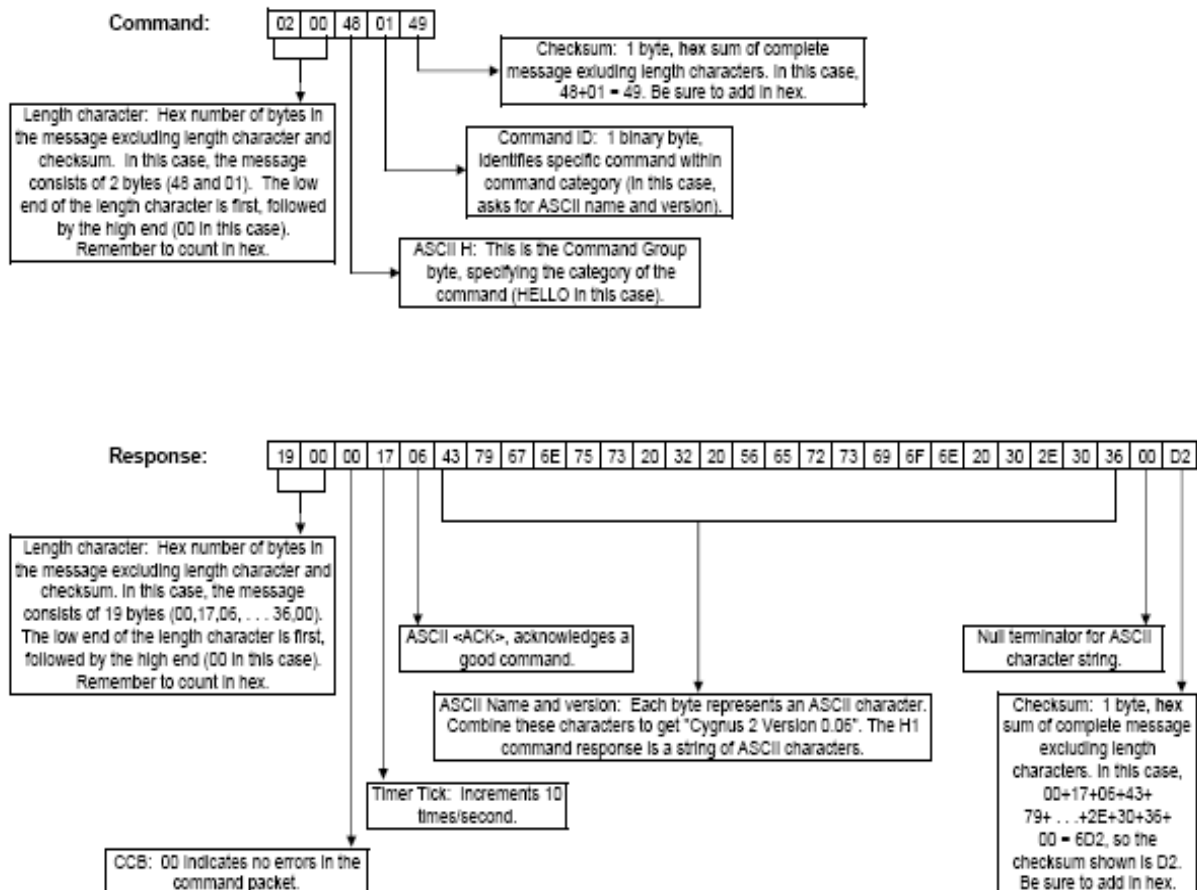 Command: 02 00 48 01 49
Checksum: 1 byte, hex sum of complete
message exluding length characters. In this case,
48+01 = 49. Be sure to add in hex.
Length character: Hex number of bytes in
the message excluding length character and
checksum. In this case, the message
consists of 2 bytes (48 and 01). The low
end of the length character is first, followed
by the high end (00 in this case).
Remember to count in hex.
Command ID: 1 binary byte,
identifies specific command within
command category (in this case,
asks for ASCII name and version).
ASCII H: This is the Command Group
byte, specifying the category of the
command (HELLO in this case).
Response: 19 00 00 17 06 43 79 67 6E 75 73 20 32 20 56 65 72 73 69 6F 6E 20 30 2E 30 36 00 D2
Length character: Hex number of bytes in
the message excluding length character and
checksum. In this case, the message
consists of 19 bytes (00,17,06, . . . 36,00).
The low end of the length character is first,
followed by the high end (00 in this case).
Remember to count in hex.
ASCII <ACK>, acknowledges a
good command.
Null terminator for ASCII
character string.
ASCII Name and version: Each byte represents an ASCII character.
Combine these characters to get "Cygnus 2 Version 0.06". The H1
command response is a string of ASCII characters.
Checksum: 1 byte, hex
sum of complete message
excluding length
characters. In this case,
00+17+06+43+
79+ . . .+2E+30+36+
00 = 6D2, so the
checksum shown is D2.
Be sure to add in hex.
Timer Tick: Increments 10
times/second.
CCB: 00 indicates no errors in the
command packet.